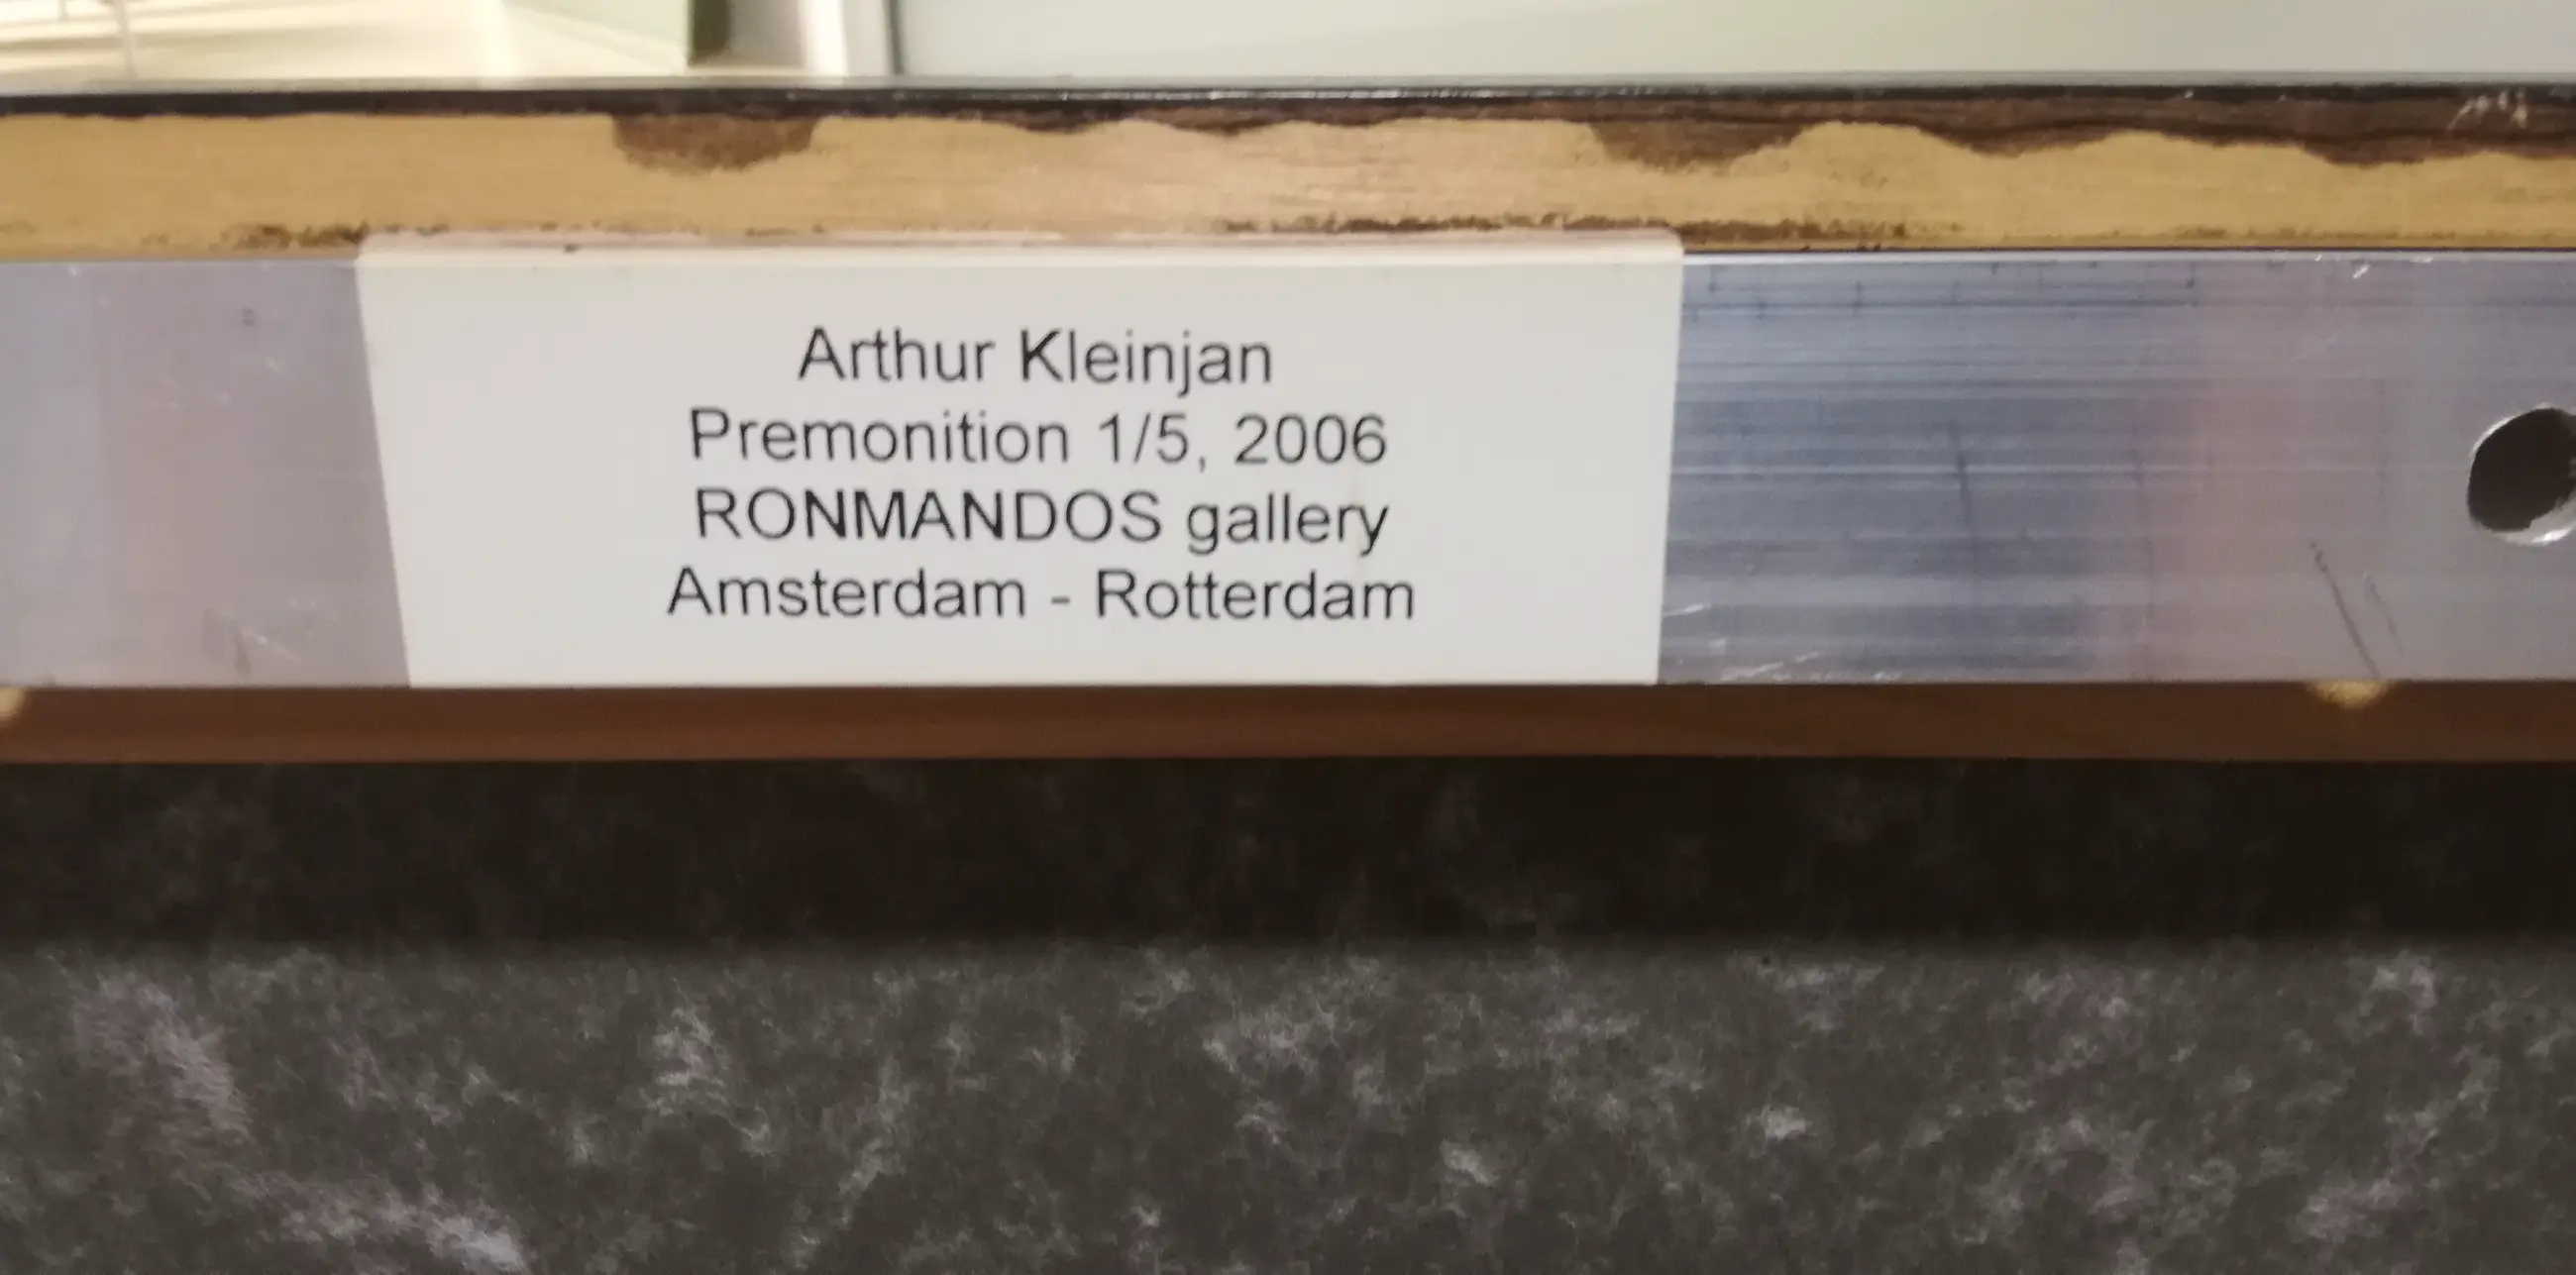 Arthur Kleinjan
Premonition 1/5, 2006
RONMANDOS gallery
Amsterdam - Rotterdam